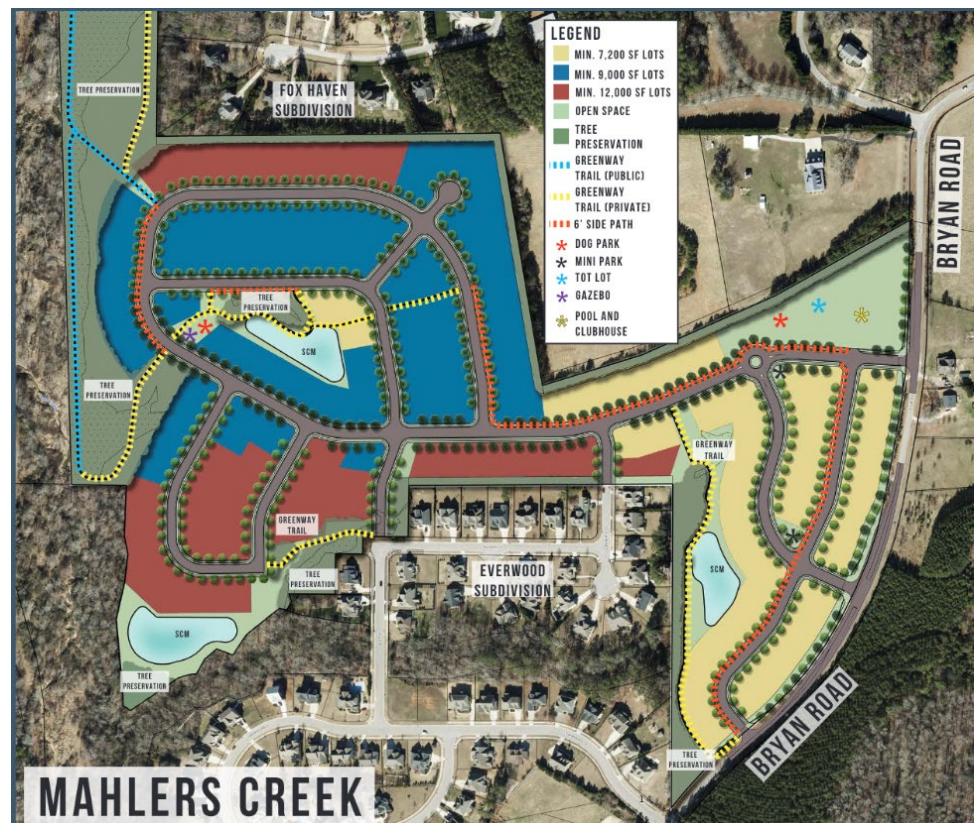 LEGEND
MIN. 7,200 SF LOTS
MIN. 9,000 SF LOTS
MIN. 12,000 SF LOTS
OPEN SPACE
TREE
PRESERVATION
GREENWAY
TRAIL (PUBLIC)
GREENWAY
TRAIL (PRIVATE)
6' SIDE PATH
DOG PARK
MINI PARK
TOT LOT
GAZEBO
POOL AND
CLUBHOUSE
TREE PRESERVATION
FOX HAVEN
SUBDIVISION
BRYAN ROAD
TREE
PRESERVATION
SCM
TREE
PRESERVATION
GREENWAY
TRAIL
GREENWAY
TRAIL
TREE
PRESERVATION
EVERWOOD
SUBDIVISION
SCM
SCM
TREE
PRESERVATION
BRYAN ROAD
TREE
PRESERVATION
MAHLERS CREEK